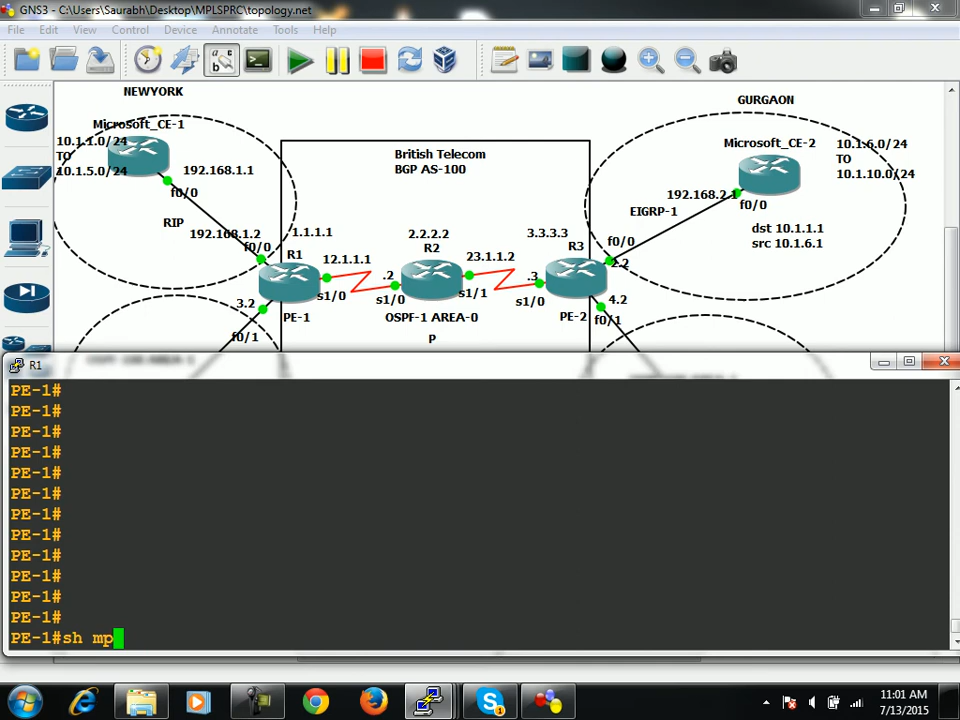 GNS3 - C:\Users\Saurabh\Desktop\MPLSPRC\topology.net
File Edit View Control Device Annotate Tools Help
NEWYORK
GURGAON
Microsoft_CE-1
10.1.1.0/24
TO
10.1.5.0/24
192.168.1.1
f0/0
RIP
192.168.1.2
f0/0
British Telecom
BGP AS-100
Microsoft_CE-2
10.1.6.0/24
TO
10.1.10.0/24
192.168.2.1
f0/0
EIGRP-1
dst 10.1.1.1
src 10.1.6.1
1.1.1.1
R1
12.1.1.1
s1/0
PE-1
3.2
f0/1
2.2.2.2
R2
.2
s1/0
23.1.1.2
s1/1
OSPF-1 AREA-0
P
3.3.3.3
R3
f0/0
2.2
.3
s1/0
PE-2
4.2
f0/1
R1
PE-1#
PE-1#
PE-1#
PE-1#
PE-1#
PE-1#
PE-1#
PE-1#
PE-1#
PE-1#
PE-1#
PE-1#
PE-1#sh mp
11:01 AM
7/13/2015